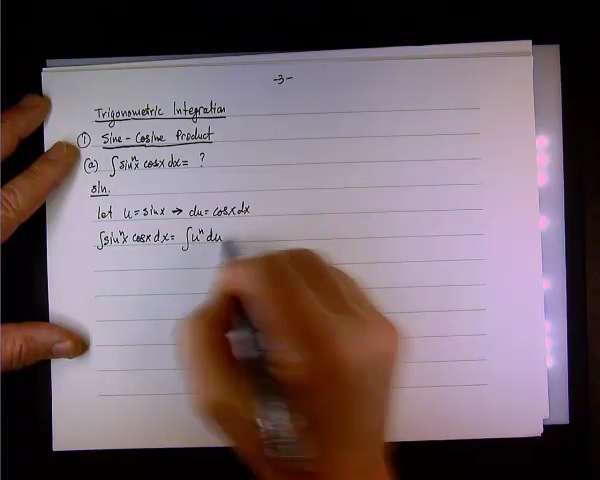 -3-
Trigonometric Integration
① Sine-Cosine Product
(a) ∫ sinⁿx cosx dx = ?
sln.
let u = sinx → du = cosx dx
∫ sinⁿx cosx dx = ∫ uⁿ du